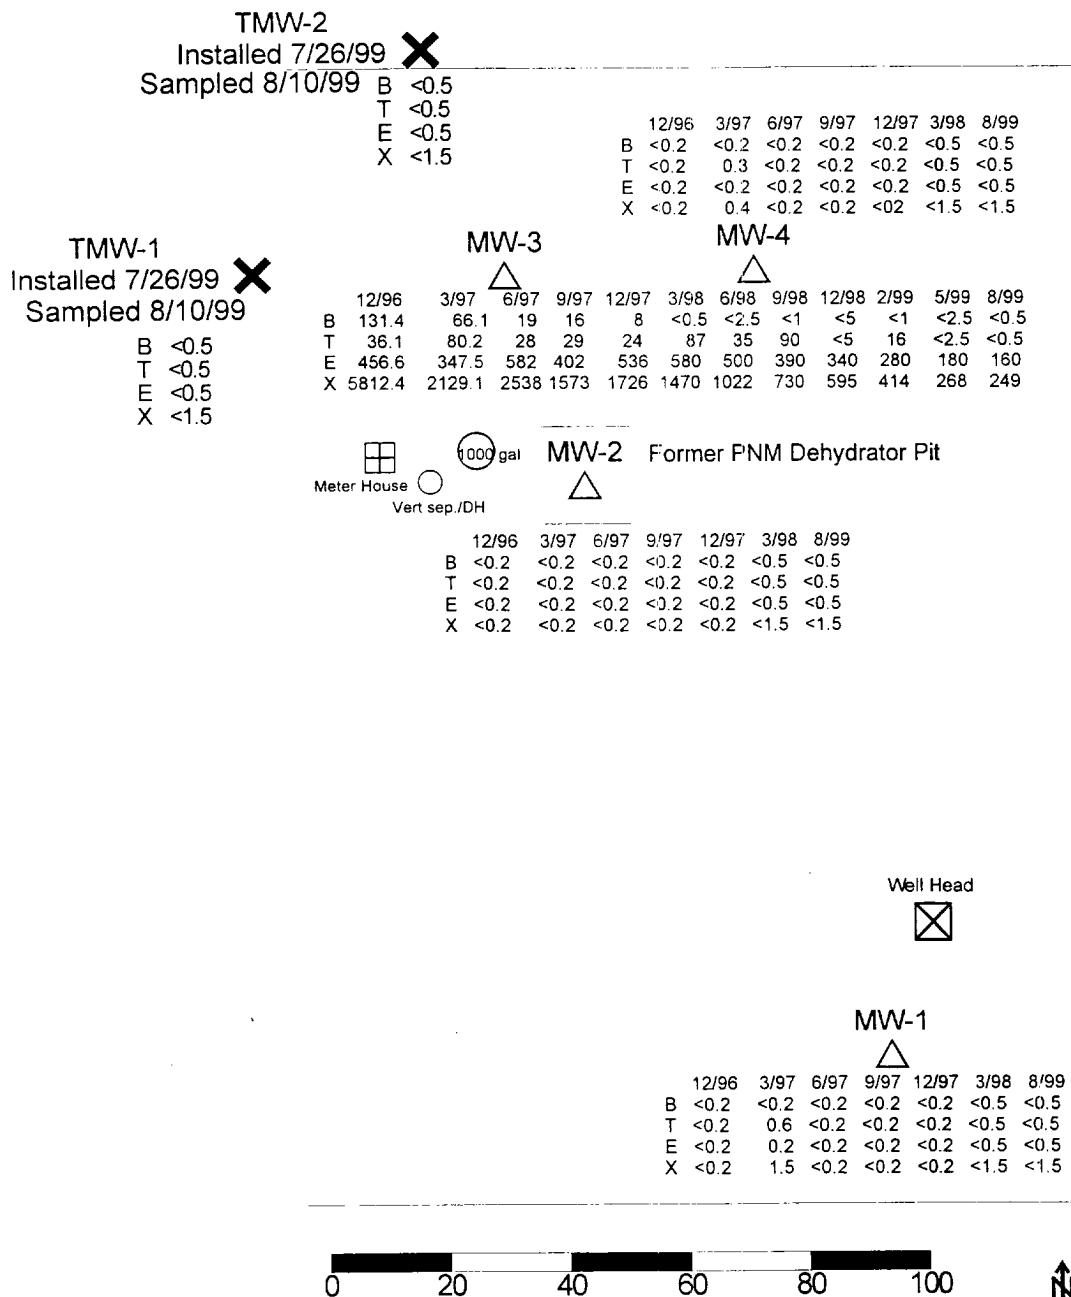 TMW-2
Installed 7/26/99
Sampled 8/10/99
B <0.5
T <0.5
E <0.5
X <1.5
12/96 3/97 6/97 9/97 12/97 3/98 8/99
B <0.2 <0.2 <0.2 <0.2 <0.2 <0.5 <0.5
T <0.2 0.3 <0.2 <0.2 <0.2 <0.5 <0.5
E <0.2 <0.2 <0.2 <0.2 <0.2 <0.5 <0.5
X <0.2 0.4 <0.2 <0.2 <02 <1.5 <1.5
TMW-1
Installed 7/26/99
Sampled 8/10/99
B <0.5
T <0.5
E <0.5
X <1.5
MW-3
MW-4
12/96 3/97 6/97 9/97 12/97 3/98 6/98 9/98 12/98 2/99 5/99 8/99
B 131.4 66.1 19 16 8 <0.5 <2.5 <1 <5 <1 <2.5 <0.5
T 36.1 80.2 28 29 24 87 35 90 <5 16 <2.5 <0.5
E 456.6 347.5 582 402 536 580 500 390 340 280 180 160
X 5812.4 2129.1 2538 1573 1726 1470 1022 730 595 414 268 249
1000 gal
MW-2 Former PNM Dehydrator Pit
Meter House
Vert sep./DH
12/96 3/97 6/97 9/97 12/97 3/98 8/99
B <0.2 <0.2 <0.2 <0.2 <0.2 <0.5 <0.5
T <0.2 <0.2 <0.2 <0.2 <0.2 <0.5 <0.5
E <0.2 <0.2 <0.2 <0.2 <0.2 <0.5 <0.5
X <0.2 <0.2 <0.2 <0.2 <0.2 <1.5 <1.5
Well Head
MW-1
12/96 3/97 6/97 9/97 12/97 3/98 8/99
B <0.2 <0.2 <0.2 <0.2 <0.2 <0.5 <0.5
T <0.2 0.6 <0.2 <0.2 <0.2 <0.5 <0.5
E <0.2 0.2 <0.2 <0.2 <0.2 <0.5 <0.5
X <0.2 1.5 <0.2 <0.2 <0.2 <1.5 <1.5
0 20 40 60 80 100
N